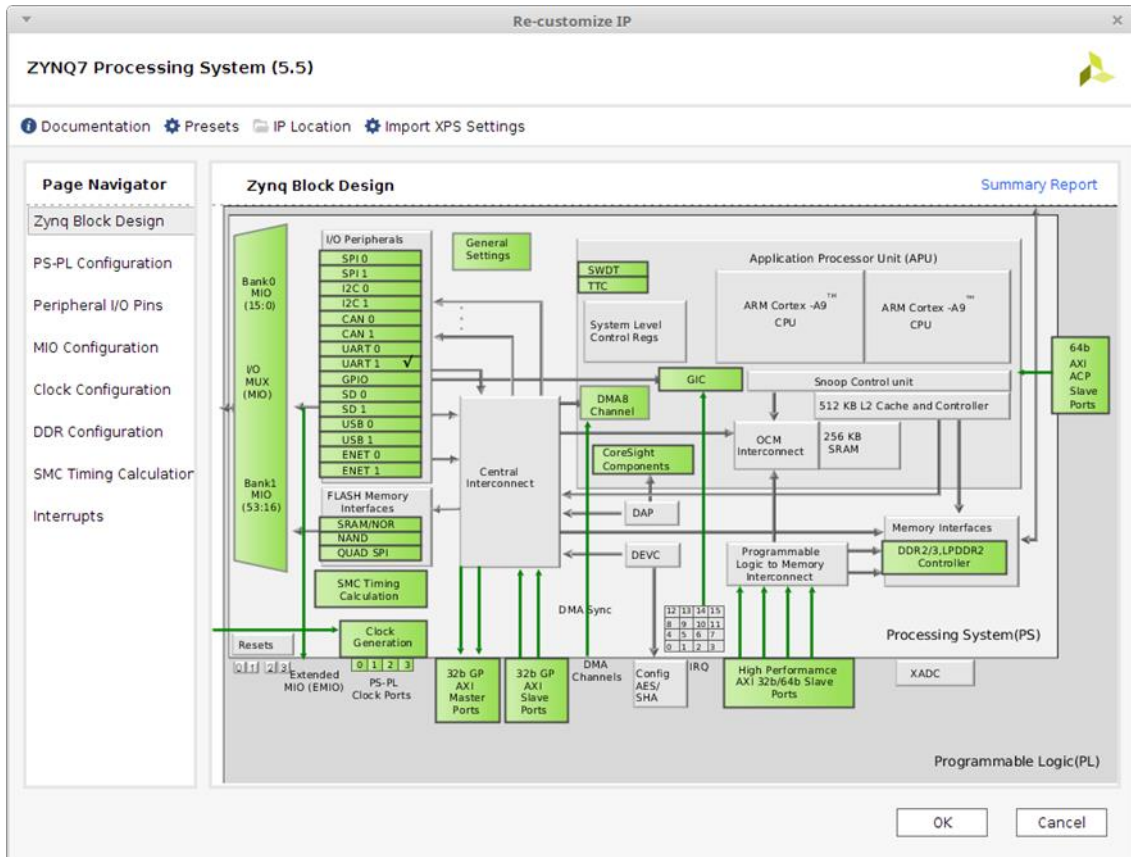 Re-customize IP
ZYNQ7 Processing System (5.5)
Documentation
Presets
IP Location
Import XPS Settings
Page Navigator
Zynq Block Design
PS-PL Configuration
Peripheral I/O Pins
MIO Configuration
Clock Configuration
DDR Configuration
SMC Timing Calculation
Interrupts
Zynq Block Design
Summary Report
Bank0
MIO
(15:0)
I/O
MUX
(MIO)
Bank1
MIO
(53:16)
I/O Peripherals
SPI 0
SPI 1
I2C 0
I2C 1
CAN 0
CAN 1
UART 0
UART 1 √
GPIO
SD 0
SD 1
USB 0
USB 1
ENET 0
ENET 1
FLASH Memory
Interfaces
SRAM/NOR
NAND
QUAD SPI
SMC Timing
Calculation
General
Settings
Application Processor Unit (APU)
SWDT
TTC
System Level
Control Regs
ARM Cortex -A9™
CPU
ARM Cortex -A9™
CPU
GIC
Snoop Control unit
512 KB L2 Cache and Controller
DMA8
Channel
OCM
Interconnect
256 KB
SRAM
CoreSight
Components
Central
Interconnect
DAP
DEVC
Programmable
Logic to Memory
Interconnect
Memory Interfaces
DDR2/3,LPDDR2
Controller
64b
AXI
ACP
Slave
Ports
DMA Sync
12 13 14 15
8 9 10 11
4 5 6 7
0 1 2 3
Processing System(PS)
Resets
0 1 2 3
Clock
Generation
0 1 2 3
Extended
MIO (EMIO)
PS-PL
Clock Ports
32b GP
AXI
Master
Ports
32b GP
AXI
Slave
Ports
DMA
Channels
Config
AES/
SHA
IRQ
High Performamce
AXI 32b/64b Slave
Ports
XADC
Programmable Logic(PL)
OK
Cancel